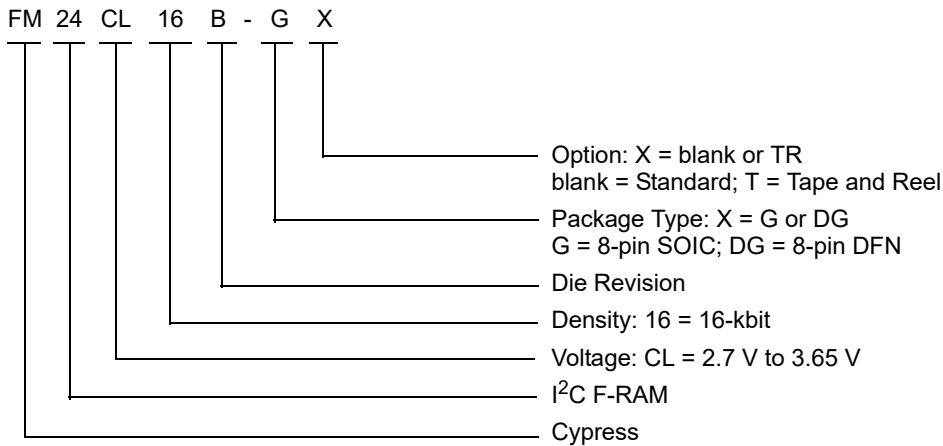 FM 24 CL 16 B - G X
Option: X = blank or TR
blank = Standard; T = Tape and Reel
Package Type: X = G or DG
G = 8-pin SOIC; DG = 8-pin DFN
Die Revision
Density: 16 = 16-kbit
Voltage: CL = 2.7 V to 3.65 V
I²C F-RAM
Cypress